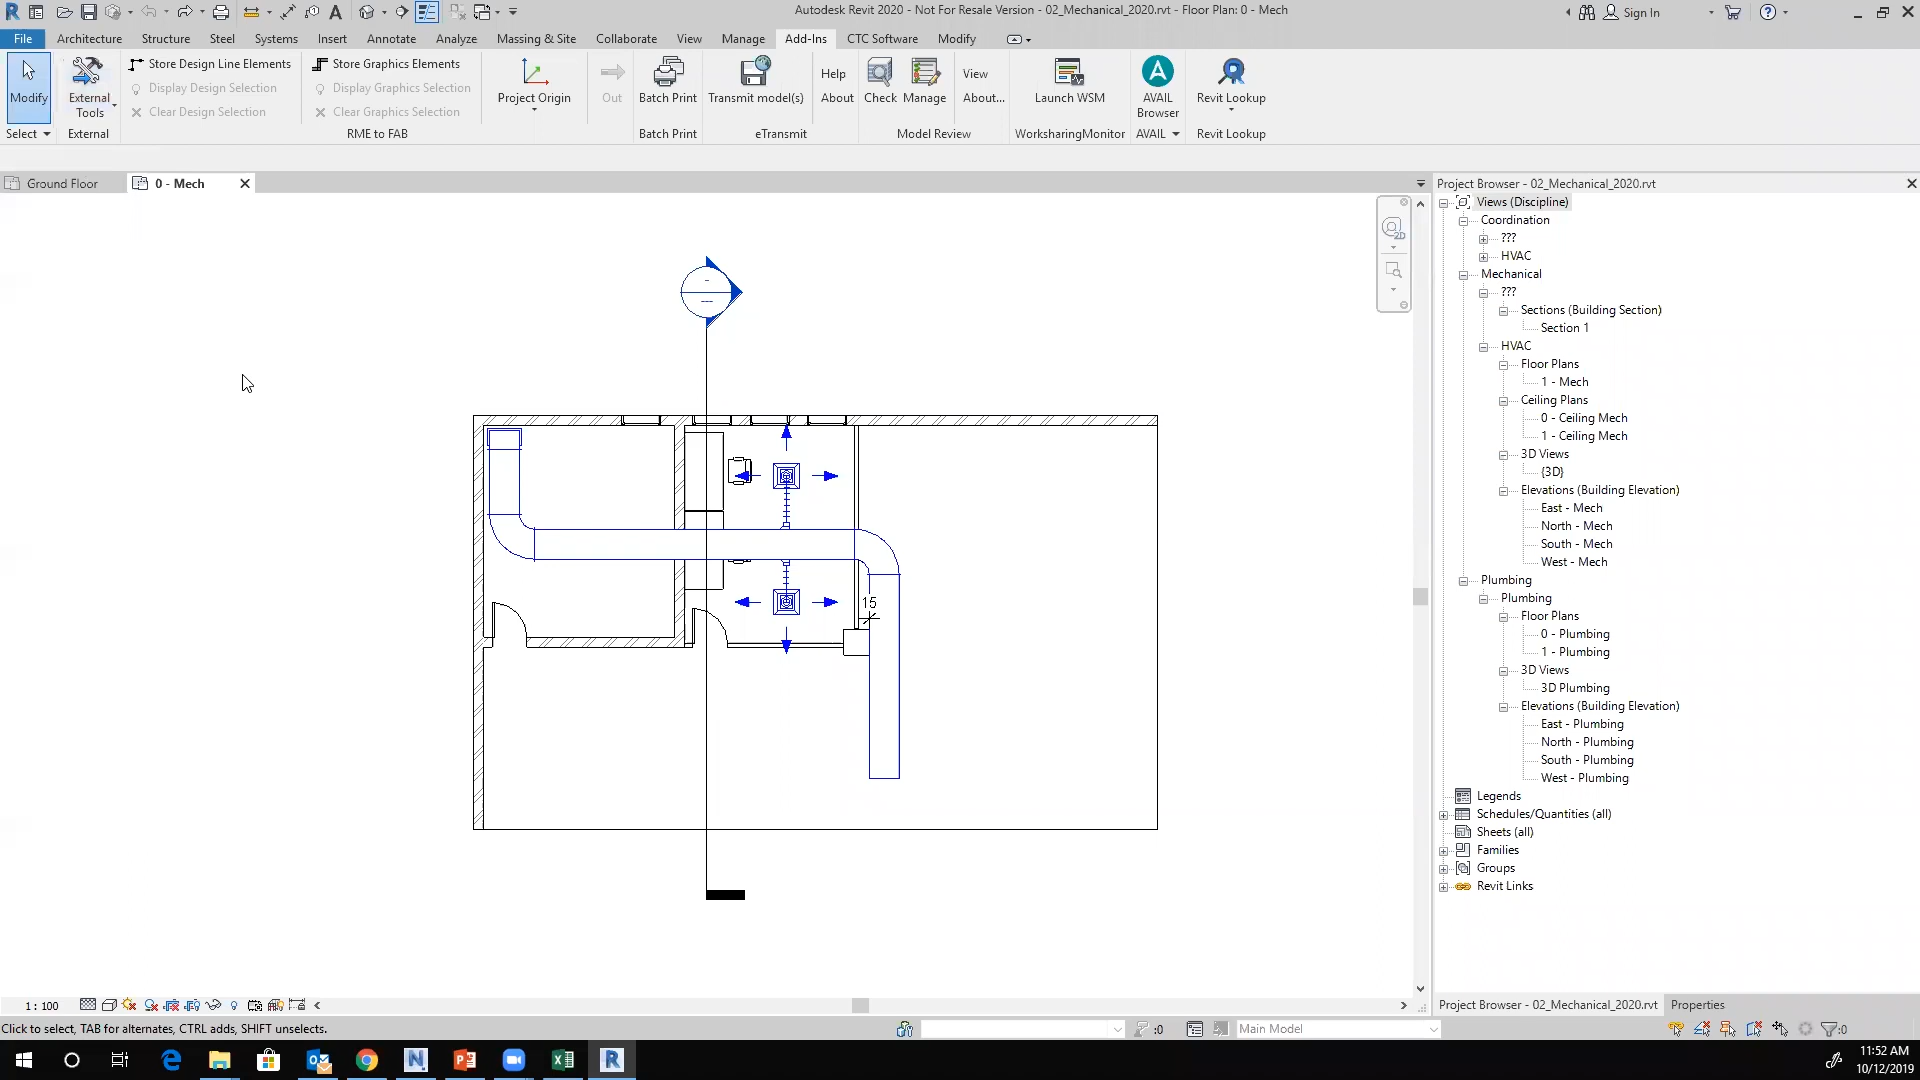 Autodesk Revit 2020 - Not For Resale Version - 02_Mechanical_2020.rvt - Floor Plan: 0 - Mech
Sign In
File Architecture Structure Steel Systems Insert Annotate Analyze Massing & Site Collaborate View Manage Add-Ins CTC Software Modify
Modify
Select
External
Tools
External
Store Design Line Elements
Display Design Selection
Clear Design Selection
Store Graphics Elements
Display Graphics Selection
Clear Graphics Selection
RME to FAB
Project Origin
Out
Batch Print
Batch Print
Transmit model(s)
Help
About
eTransmit
Check
Manage
View
About...
Model Review
Launch WSM
WorksharingMonitor
AVAIL
Browser
AVAIL
Revit Lookup
Revit Lookup
Ground Floor
0 - Mech
2D
15
Project Browser - 02_Mechanical_2020.rvt
Views (Discipline)
Coordination
???
HVAC
Mechanical
???
Sections (Building Section)
Section 1
HVAC
Floor Plans
1 - Mech
Ceiling Plans
0 - Ceiling Mech
1 - Ceiling Mech
3D Views
{3D}
Elevations (Building Elevation)
East - Mech
North - Mech
South - Mech
West - Mech
Plumbing
Plumbing
Floor Plans
0 - Plumbing
1 - Plumbing
3D Views
3D Plumbing
Elevations (Building Elevation)
East - Plumbing
North - Plumbing
South - Plumbing
West - Plumbing
Legends
Schedules/Quantities (all)
Sheets (all)
Families
Groups
Revit Links
1 : 100
Project Browser - 02_Mechanical_2020.rvt Properties
Click to select, TAB for alternates, CTRL adds, SHIFT unselects.
:0
Main Model
:0
11:52 AM
10/12/2019